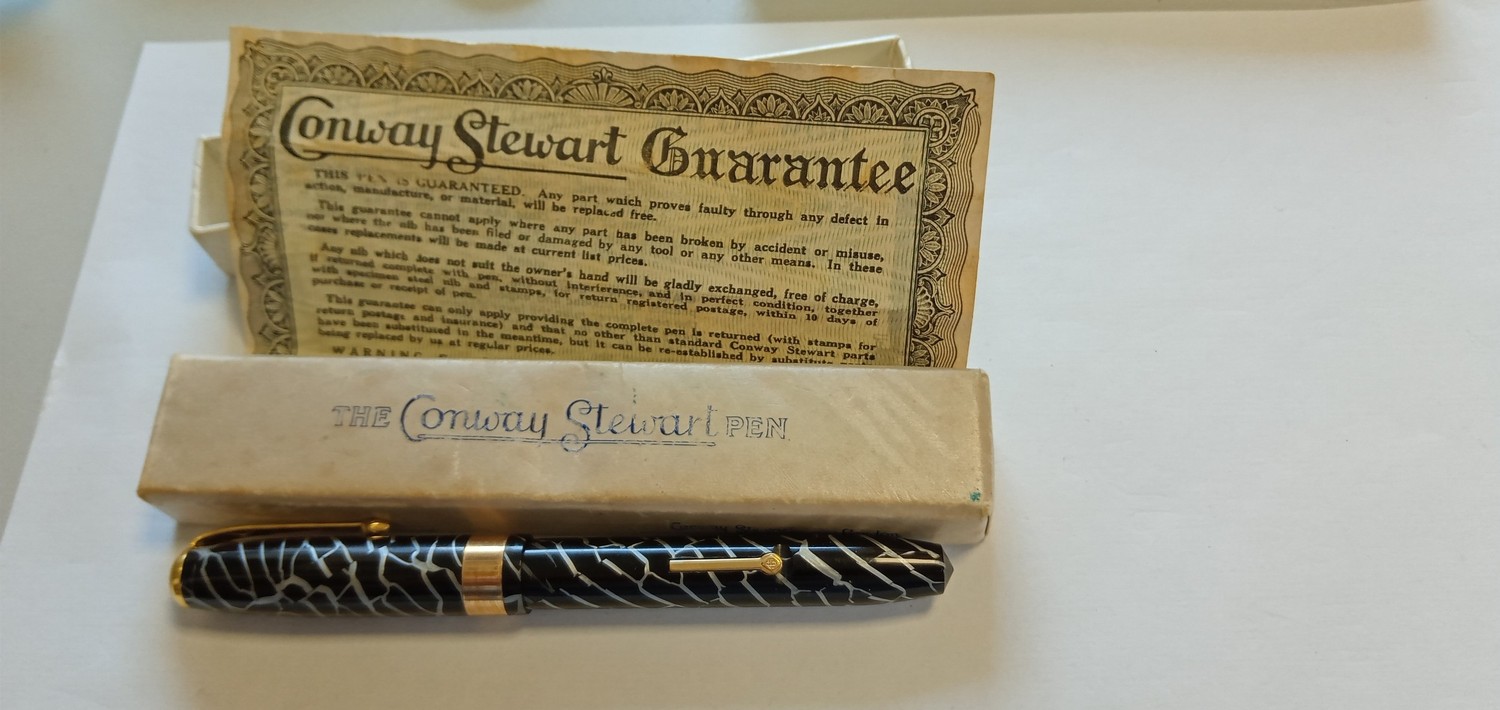 Conway Stewart Guarantee
THIS PEN IS GUARANTEED. Any part which proves faulty through any defect in
action, manufacture, or material, will be replaced free.
This guarantee cannot apply where any part has been broken by accident or misuse,
nor where the nib has been filed or damaged by any tool or any other means. In these
cases replacements will be made at current list prices.
Any nib which does not suit the owner's hand will be gladly exchanged, free of charge,
if returned complete with pen, without interference, and in perfect condition, together
with specimen steel nib and stamps, for return registered postage, within 10 days of
purchase or receipt of pen.
This guarantee can only apply providing the complete pen is returned (with stamps for
return postage and insurance) and that no other than standard Conway Stewart parts
have been substituted in the meantime, but it can be re-established by substitute parts
being replaced by us at regular prices.
WARNING
THE Conway Stewart PEN